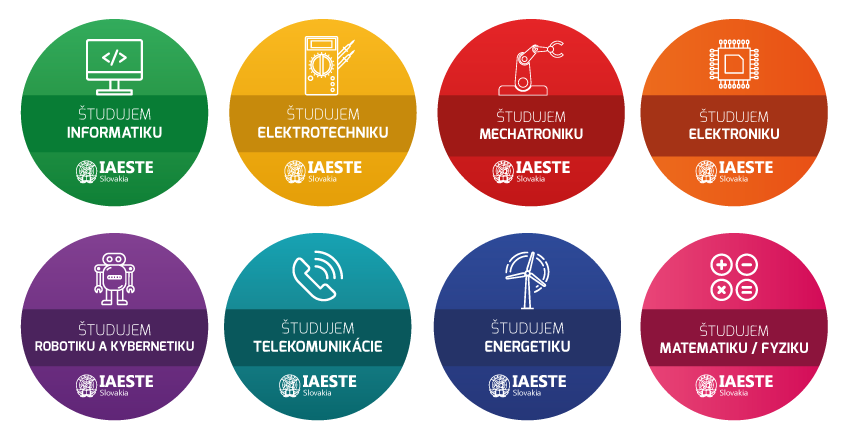 </>
ŠTUDUJEM
INFORMATIKU
IAESTE
Slovakia
ŠTUDUJEM
ELEKTROTECHNIKU
IAESTE
Slovakia
ŠTUDUJEM
MECHATRONIKU
IAESTE
Slovakia
ŠTUDUJEM
ELEKTRONIKU
IAESTE
Slovakia
ŠTUDUJEM
ROBOTIKU A KYBERNETIKU
IAESTE
Slovakia
ŠTUDUJEM
TELEKOMUNIKÁCIE
IAESTE
Slovakia
ŠTUDUJEM
ENERGETIKU
IAESTE
Slovakia
ŠTUDUJEM
MATEMATIKU / FYZIKU
IAESTE
Slovakia